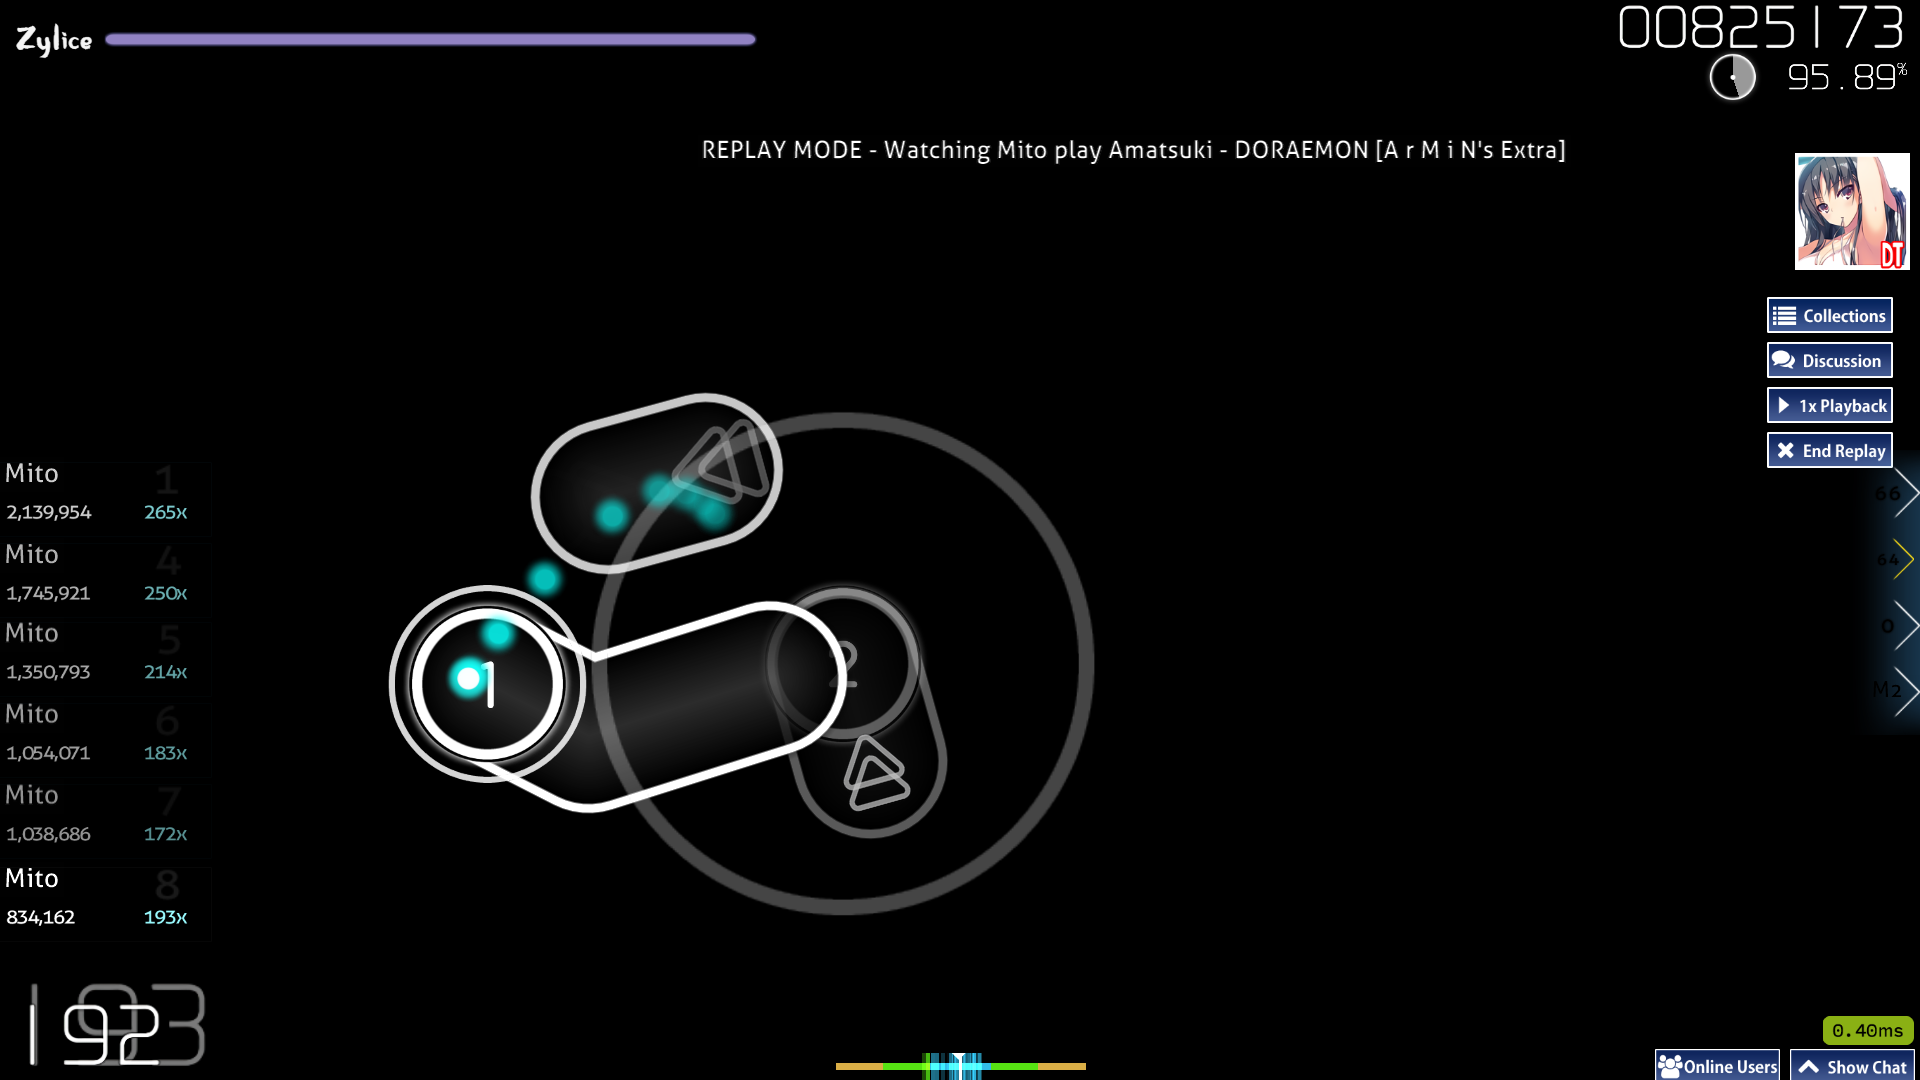 Zylice
00825173
95.89%
REPLAY MODE - Watching Mito play Amatsuki - DORAEMON [A r M i N's Extra]
DT
Collections
Discussion
1x Playback
End Replay
66
64
0
M2
Mito 1
2,139,954 265x
Mito 4
1,745,921 250x
Mito 5
1,350,793 214x
Mito 6
1,054,071 183x
Mito 7
1,038,686 172x
Mito 8
834,162 193x
1
2
192
193
0.40ms
Online Users
Show Chat